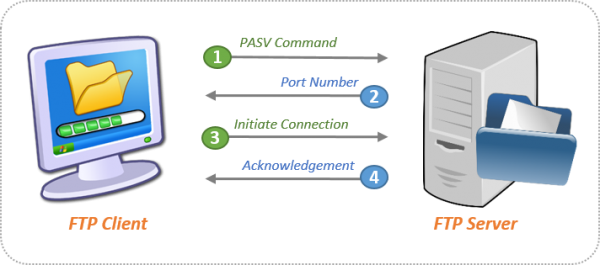 1 PASV Command
Port Number 2
3 Initiate Connection
Acknowledgement 4
FTP Client
FTP Server